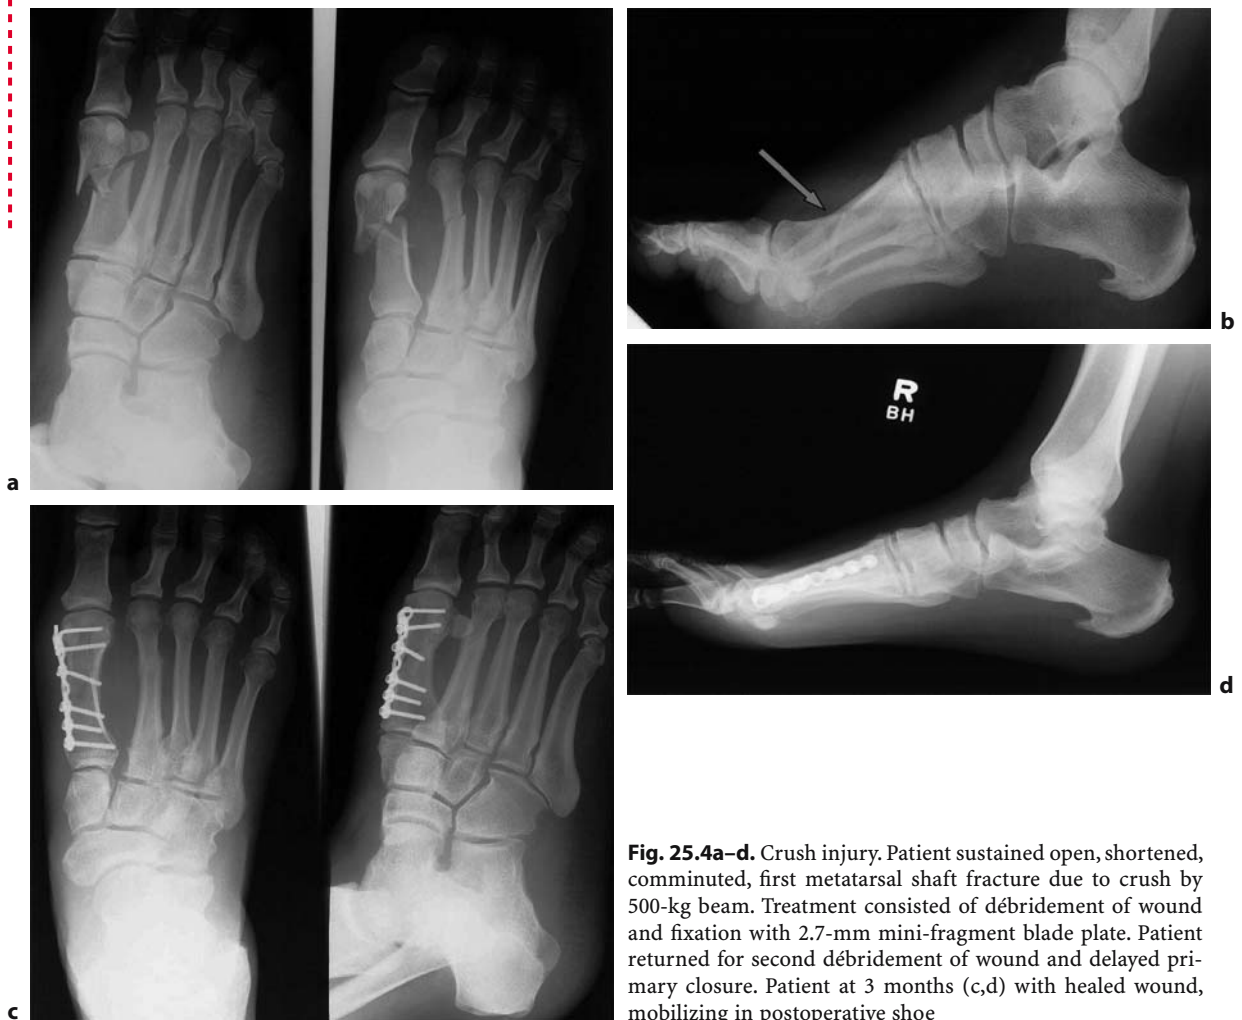 a
b
R
BH
d
c
Fig. 25.4a–d. Crush injury. Patient sustained open, shortened,
comminuted, first metatarsal shaft fracture due to crush by
500-kg beam. Treatment consisted of débridement of wound
and fixation with 2.7-mm mini-fragment blade plate. Patient
returned for second débridement of wound and delayed pri-
mary closure. Patient at 3 months (c,d) with healed wound,
mobilizing in postoperative shoe